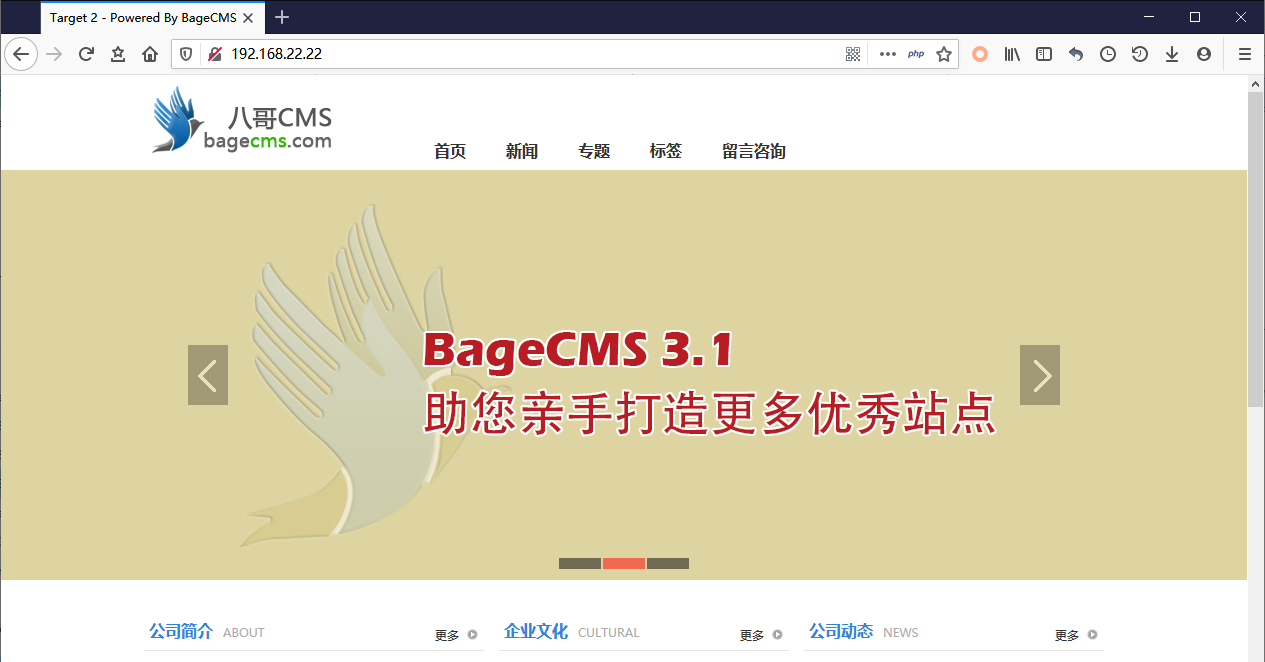 Target 2 - Powered By BageCMS
192.168.22.22
php
八哥CMS
bagecms.com
首页 新闻 专题 标签 留言咨询
BageCMS 3.1
助您亲手打造更多优秀站点
公司简介 ABOUT 更多 企业文化 CULTURAL 更多 公司动态 NEWS 更多